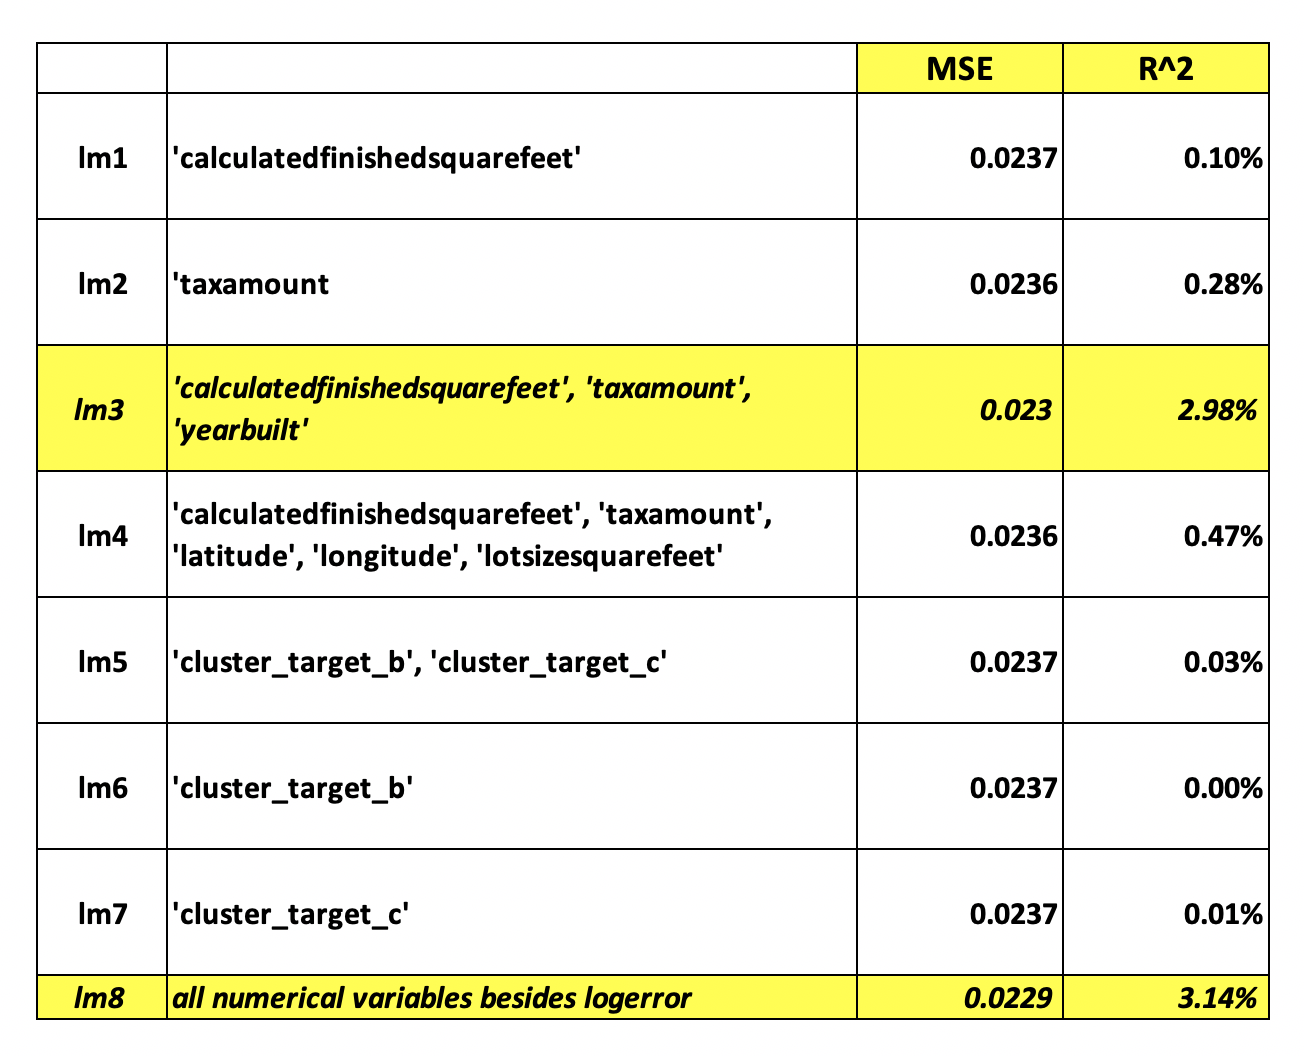 MSE R^2
lm1 'calculatedfinishedsquarefeet' 0.0237 0.10%
lm2 'taxamount 0.0236 0.28%
lm3 'calculatedfinishedsquarefeet', 'taxamount',
'yearbuilt' 0.023 2.98%
lm4 'calculatedfinishedsquarefeet', 'taxamount',
'latitude', 'longitude', 'lotsizesquarefeet' 0.0236 0.47%
lm5 'cluster_target_b', 'cluster_target_c' 0.0237 0.03%
lm6 'cluster_target_b' 0.0237 0.00%
lm7 'cluster_target_c' 0.0237 0.01%
lm8 all numerical variables besides logerror 0.0229 3.14%